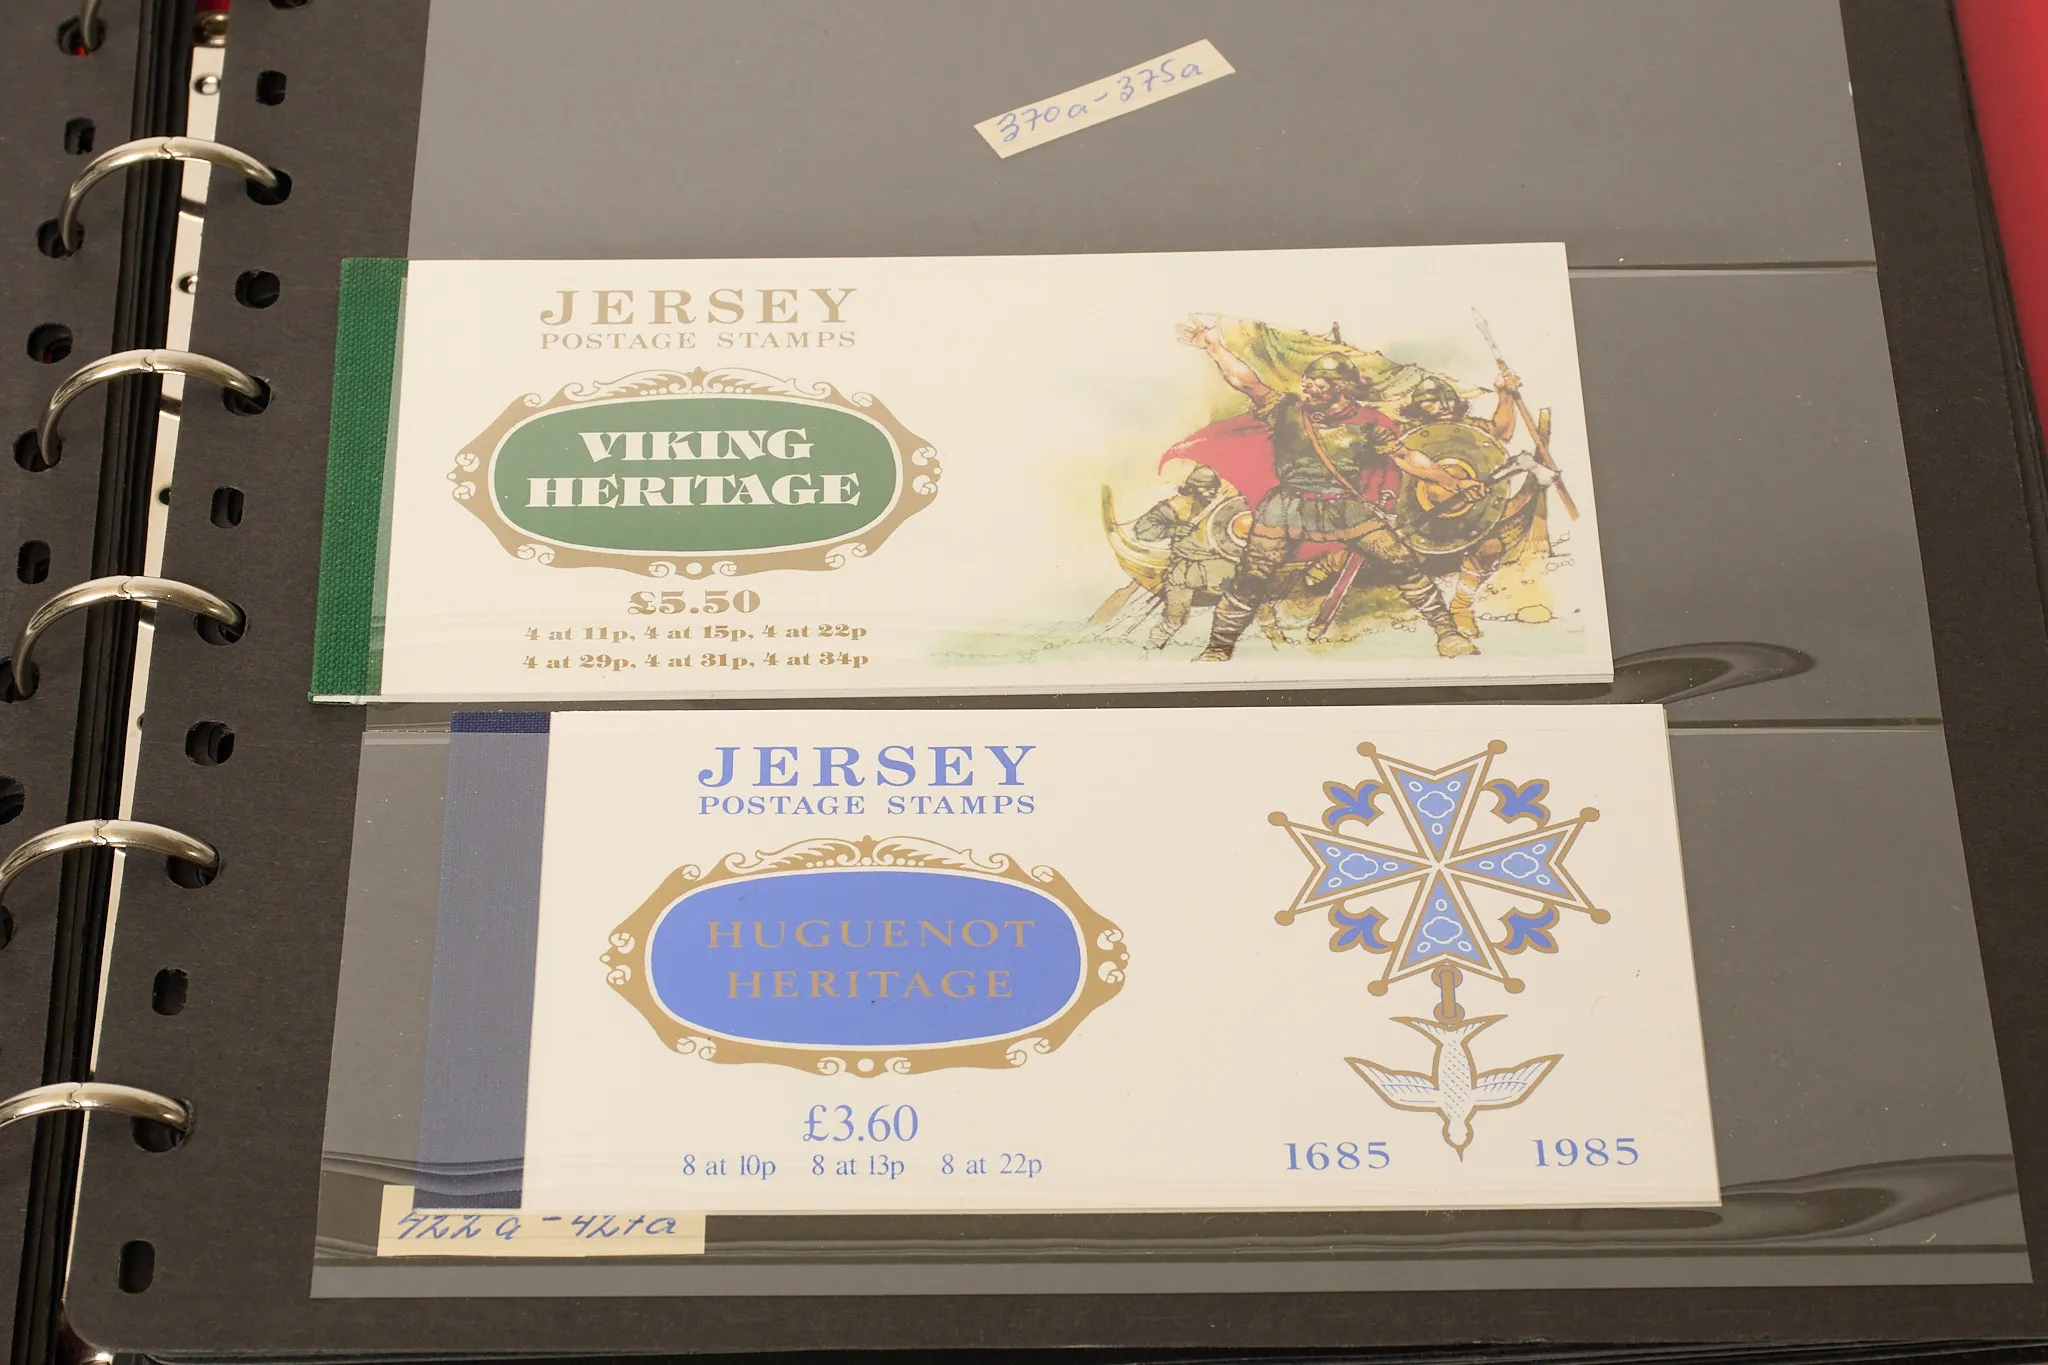 370a-375a
JERSEY
POSTAGE STAMPS
VIKING
HERITAGE
£5.50
4 at 11p, 4 at 15p, 4 at 22p
4 at 29p, 4 at 31p, 4 at 34p
JERSEY
POSTAGE STAMPS
HUGUENOT
HERITAGE
£3.60
8 at 10p 8 at 13p 8 at 22p
1685 1985
422a-427a